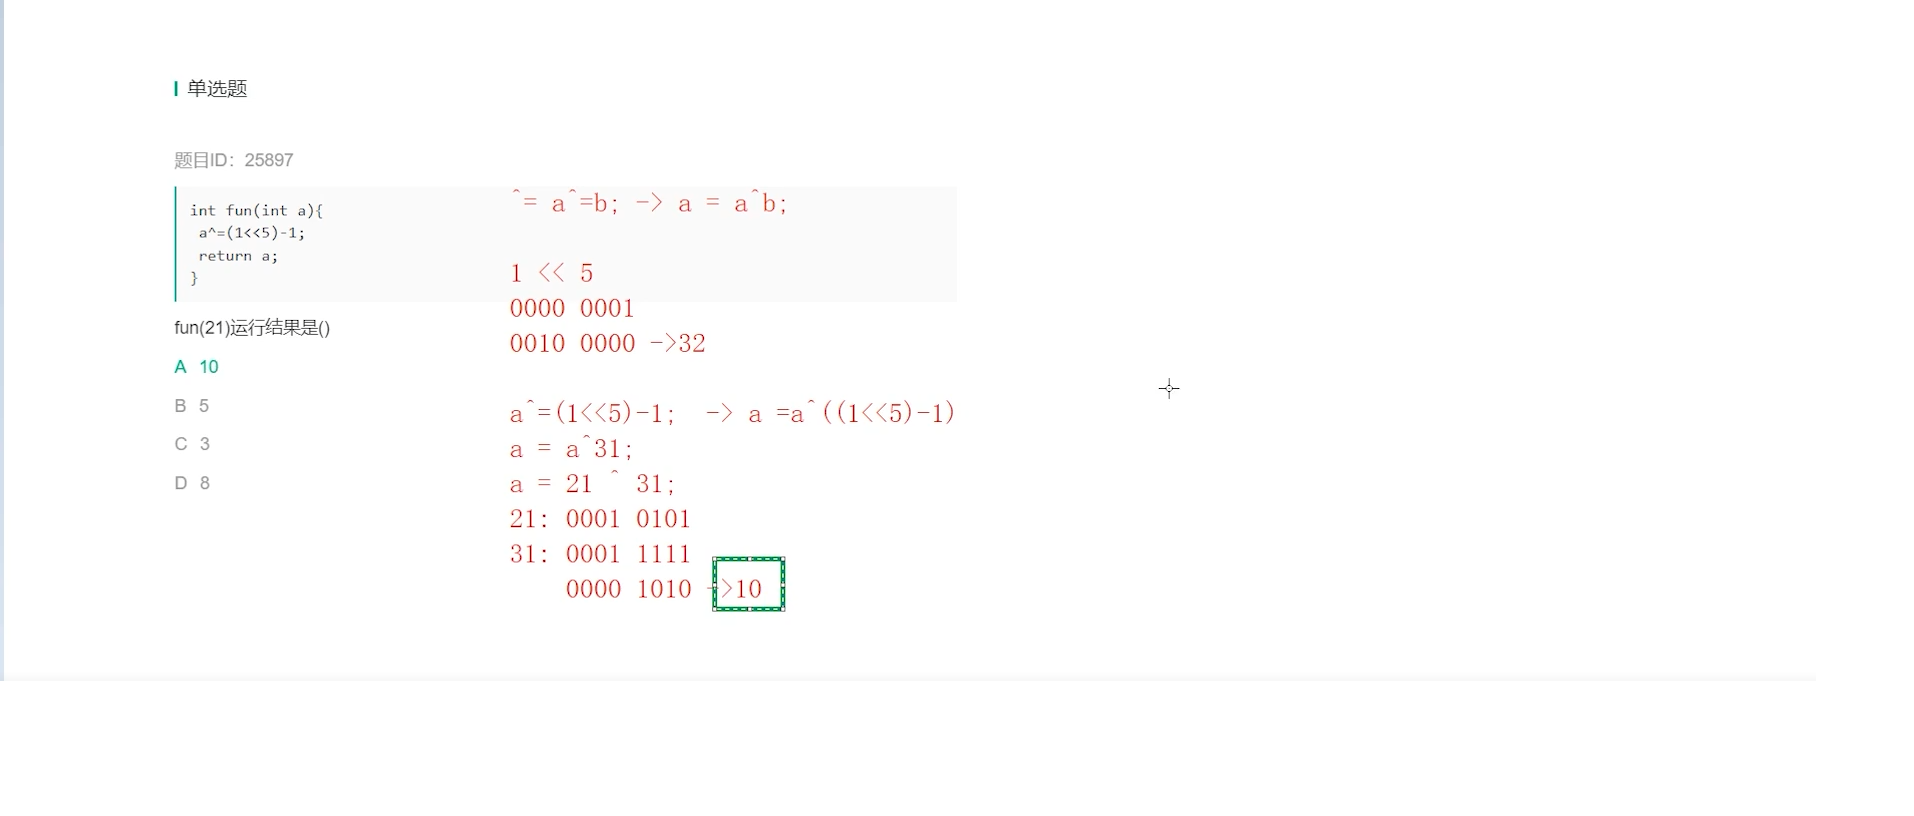 单选题
题目ID：25897
int fun(int a){
a^=(1<<5)-1;
return a;
}
fun(21)运行结果是()
A 10
B 5
C 3
D 8
^= a^=b; -> a = a^b;
1 << 5
0000 0001
0010 0000 ->32
a^=(1<<5)-1; -> a =a^((1<<5)-1)
a = a^31;
a = 21 ^ 31;
21: 0001 0101
31: 0001 1111
0000 1010 ->10